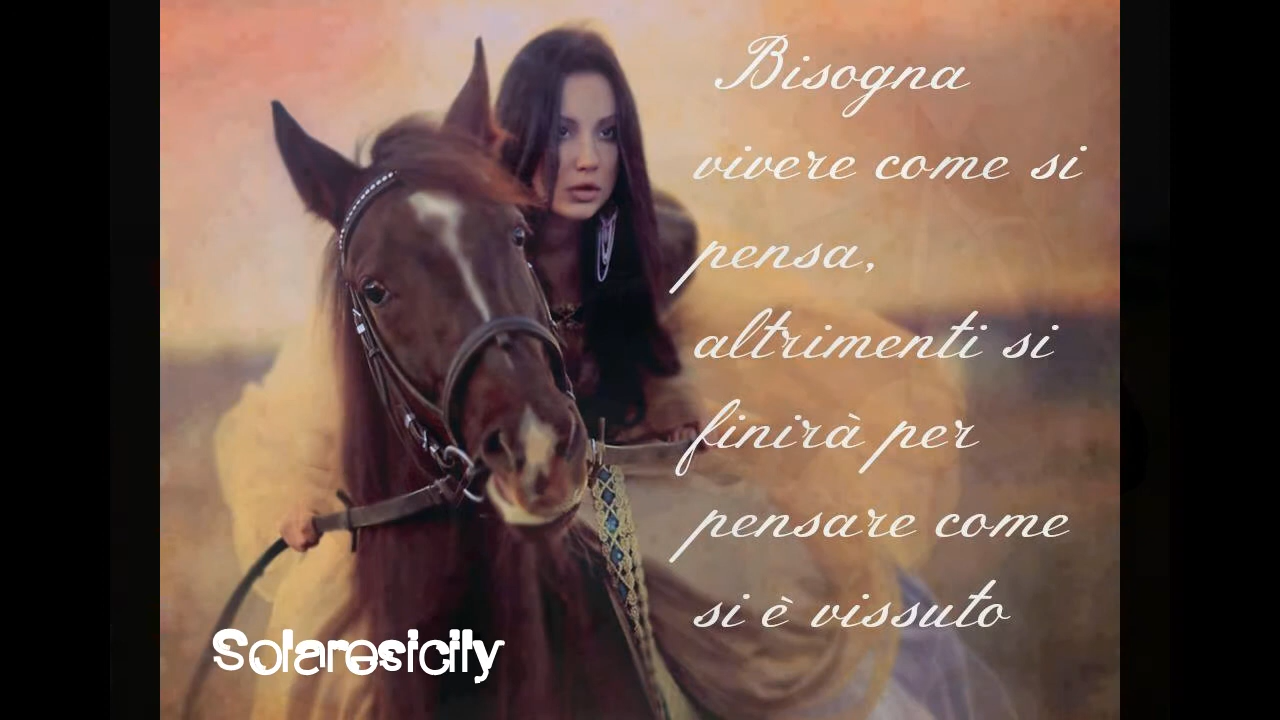 Bisogna
vivere come si
pensa,
altrimenti si
finirà per
pensare come
si è vissuto
Solaresicily